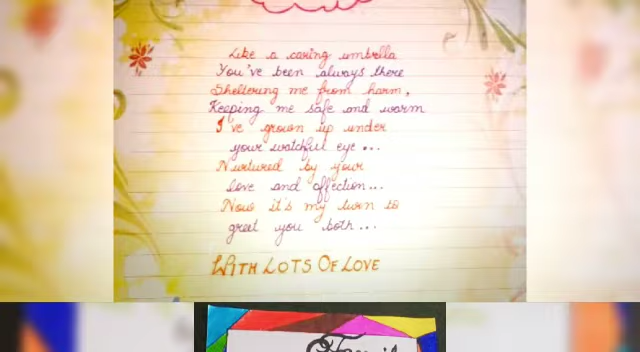 Like a caring umbrella
You've been always there
Sheltering me from harm,
Keeping me safe and warm
I've grown up under
your watchful eye...
Nurtured by your
love and affection...
Now it's my turn to
greet you both...
WITH LOTS OF LOVE